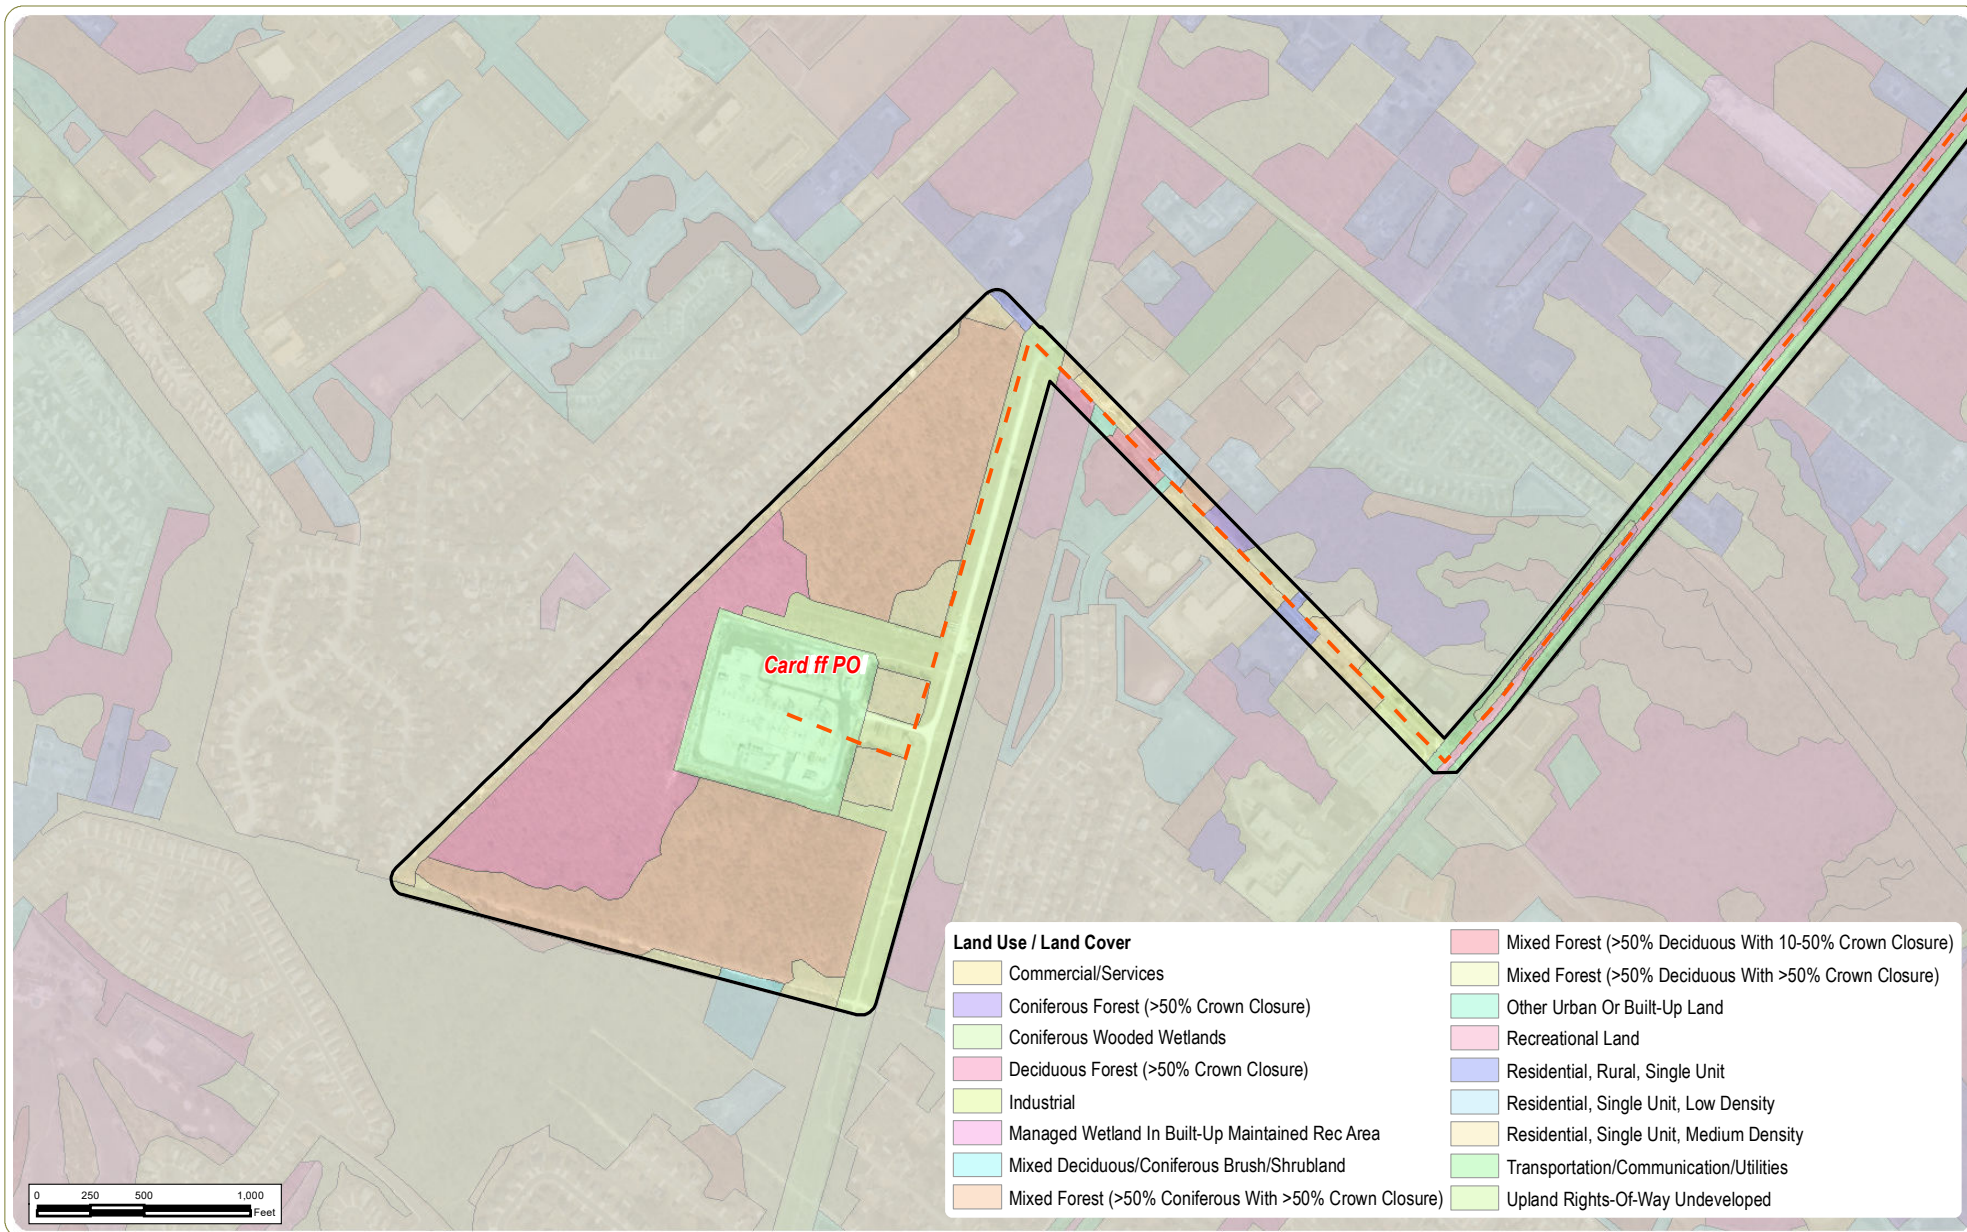 Card ff PO
Land Use / Land Cover
Commercial/Services
Coniferous Forest (>50% Crown Closure)
Coniferous Wooded Wetlands
Deciduous Forest (>50% Crown Closure)
Industrial
Managed Wetland In Built-Up Maintained Rec Area
Mixed Deciduous/Coniferous Brush/Shrubland
Mixed Forest (>50% Coniferous With >50% Crown Closure)
Mixed Forest (>50% Deciduous With 10-50% Crown Closure)
Mixed Forest (>50% Deciduous With >50% Crown Closure)
Other Urban Or Built-Up Land
Recreational Land
Residential, Rural, Single Unit
Residential, Single Unit, Low Density
Residential, Single Unit, Medium Density
Transportation/Communication/Utilities
Upland Rights-Of-Way Undeveloped
0 250 500 1,000
Feet